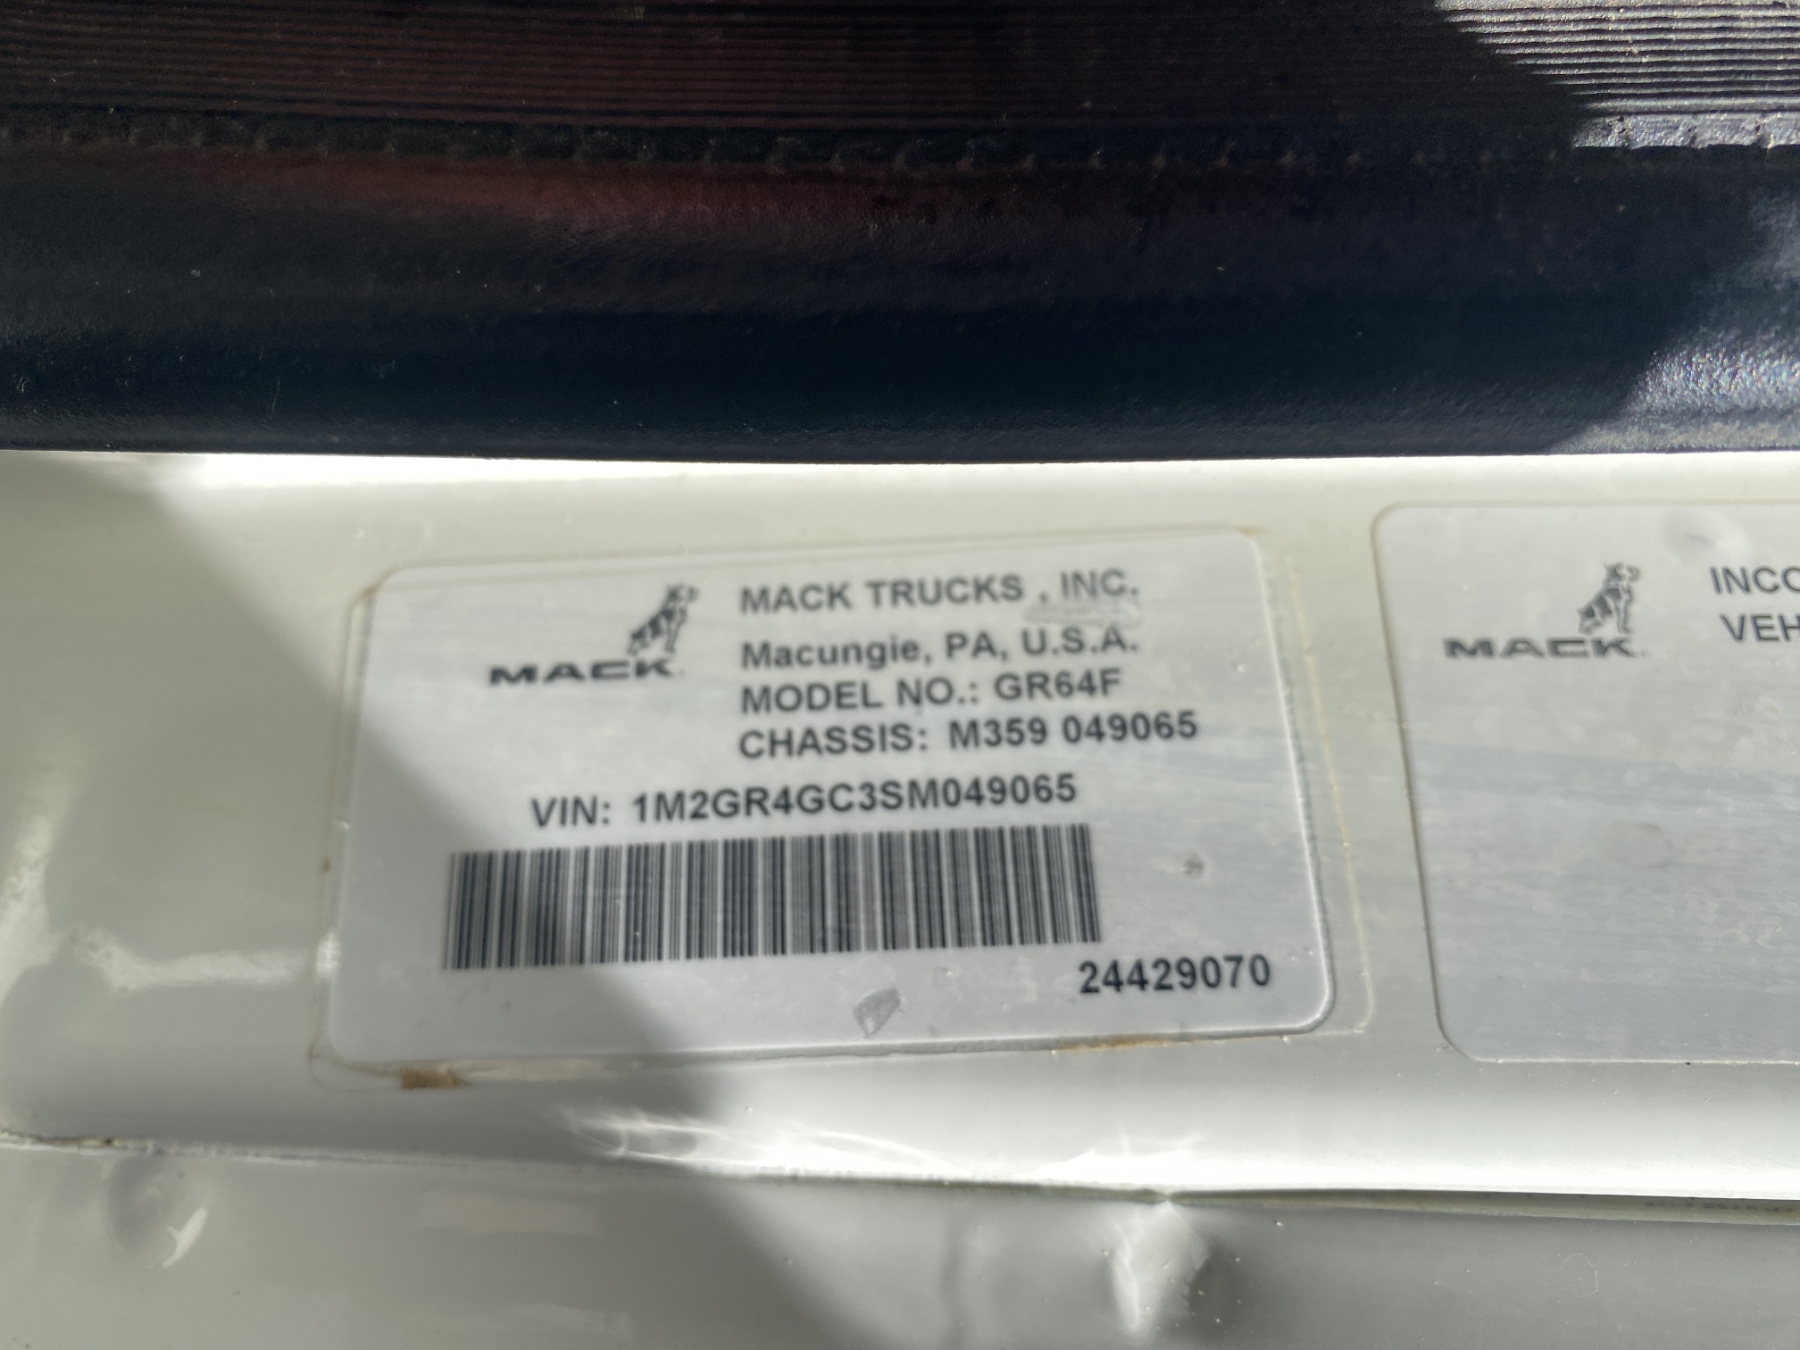 MACK
MACK TRUCKS , INC.
Macungie, PA, U.S.A.
MODEL NO.: GR64F
CHASSIS: M359 049065
VIN: 1M2GR4GC3SM049065
24429070
MACK
INCO
VEH